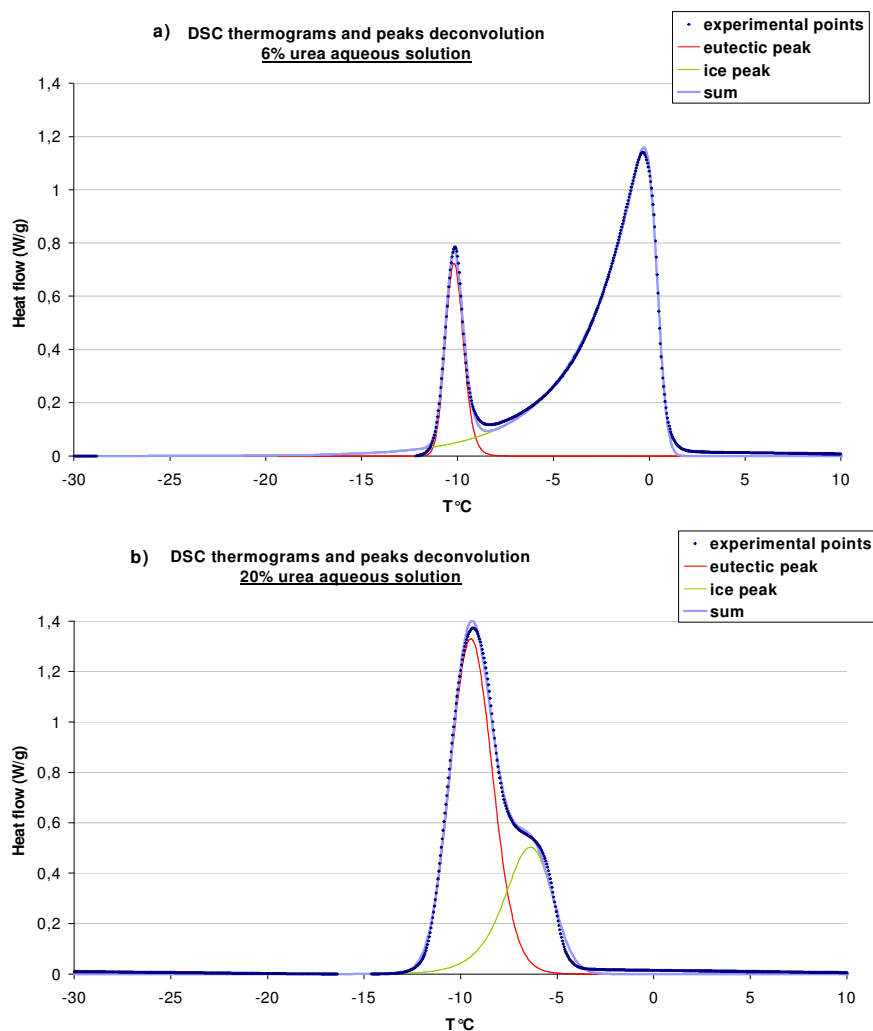 a) DSC thermograms and peaks deconvolution
6% urea aqueous solution
experimental points
eutectic peak
ice peak
sum
1,4
1,2
1
0,8
0,6
0,4
0,2
0
Heat flow (W/g)
-30 -25 -20 -15 -10 -5 0 5 10
T°C
b) DSC thermograms and peaks deconvolution
20% urea aqueous solution
experimental points
eutectic peak
ice peak
sum
1,4
1,2
1
0,8
0,6
0,4
0,2
0
Heat flow (W/g)
-30 -25 -20 -15 -10 -5 0 5 10
T°C